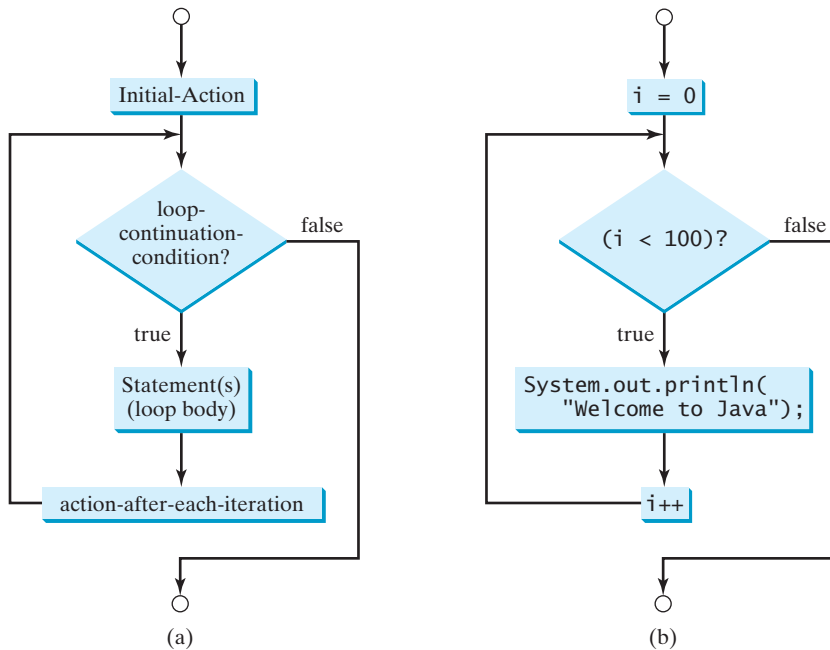 Initial-Action
loop-
continuation-
condition?
false
true
Statement(s)
(loop body)
action-after-each-iteration
(a)
i = 0
(i < 100)?
false
true
System.out.println(
"Welcome to Java");
i++
(b)